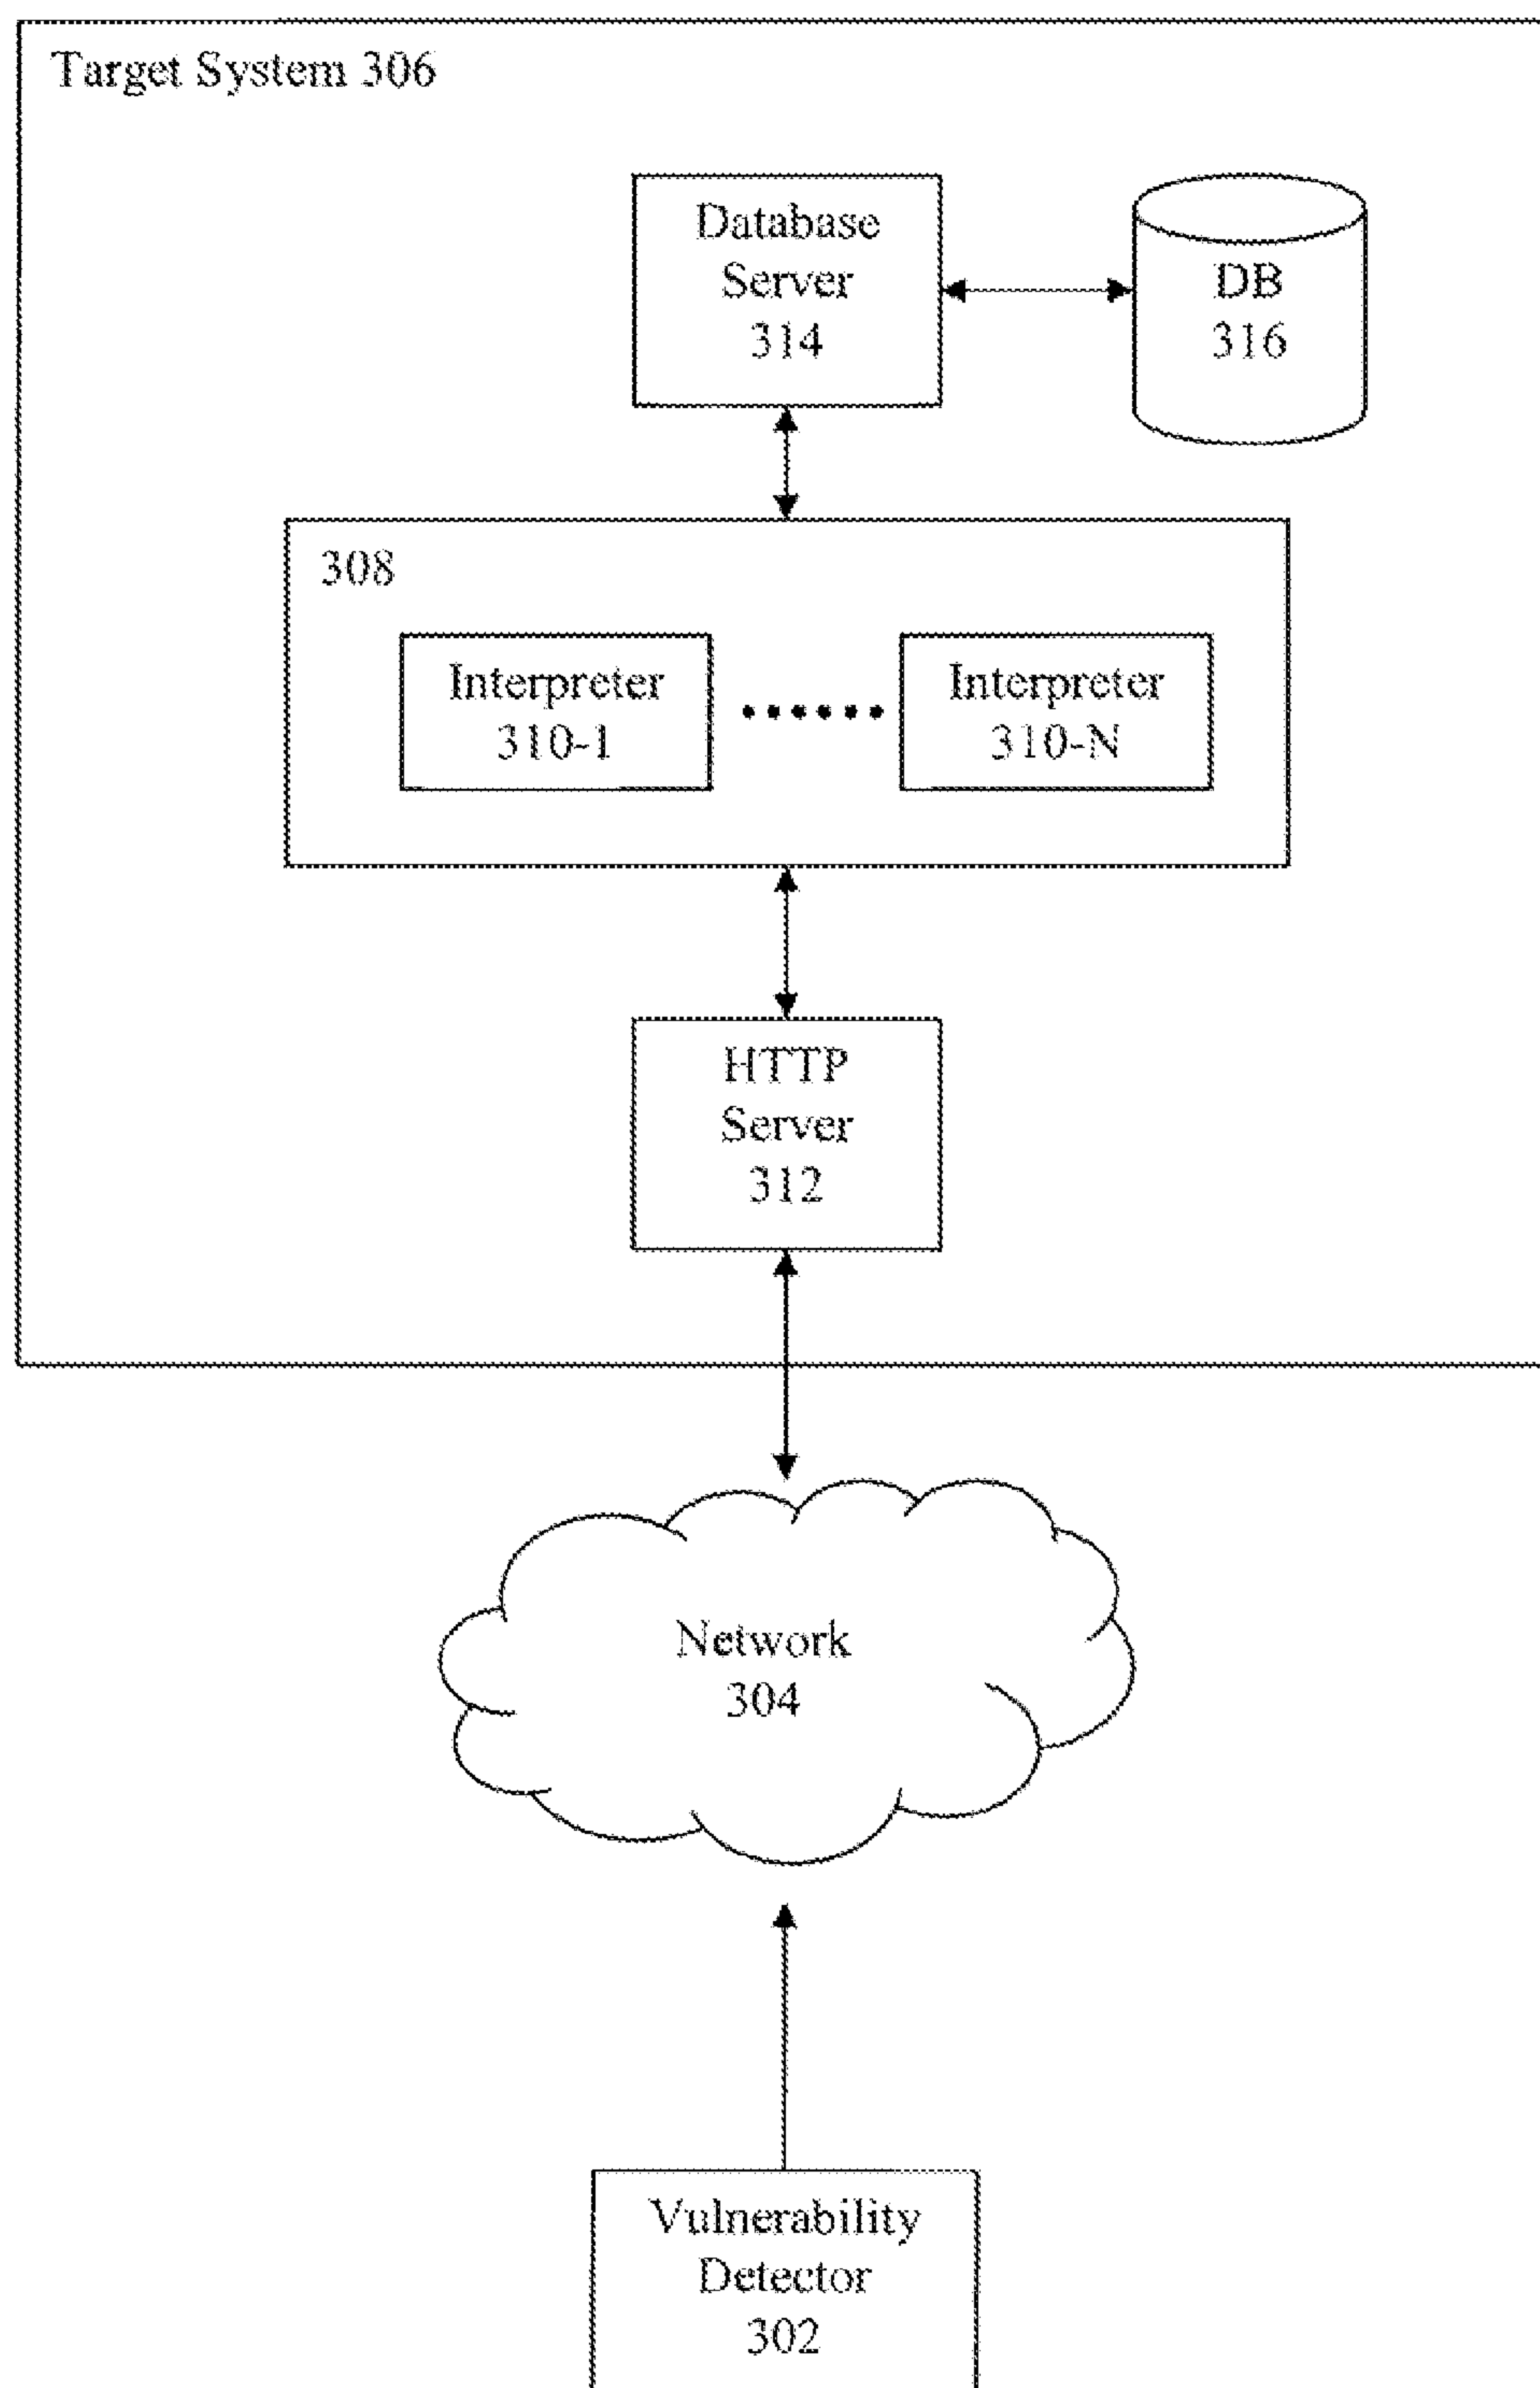 Target System 306
Database
Server
314
DB
316
308
Interpreter
310-1
Interpreter
310-N
HTTP
Server
312
Network
304
Vulnerability
Detector
302